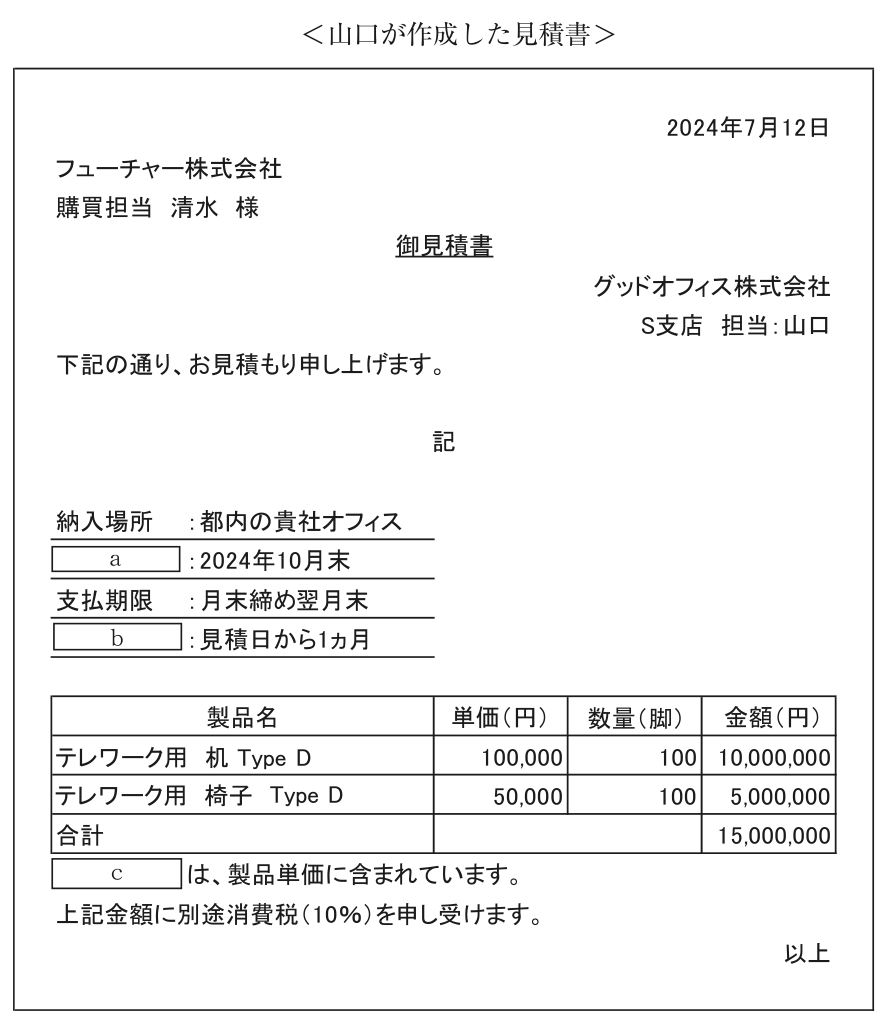 ＜山口が作成した見積書＞
2024年7月12日
フューチャー株式会社
購買担当　清水　様
御見積書
グッドオフィス株式会社
S支店　担当：山口
下記の通り、お見積もり申し上げます。
記
納入場所　：都内の貴社オフィス
a　：2024年10月末
支払期限　：月末締め翌月末
b　：見積日から1ヵ月
製品名　単価（円）　数量（脚）　金額（円）
テレワーク用　机 Type D　100,000　100　10,000,000
テレワーク用　椅子　Type D　50,000　100　5,000,000
合計　15,000,000
c　は、製品単価に含まれています。
上記金額に別途消費税（10％）を申し受けます。
以上